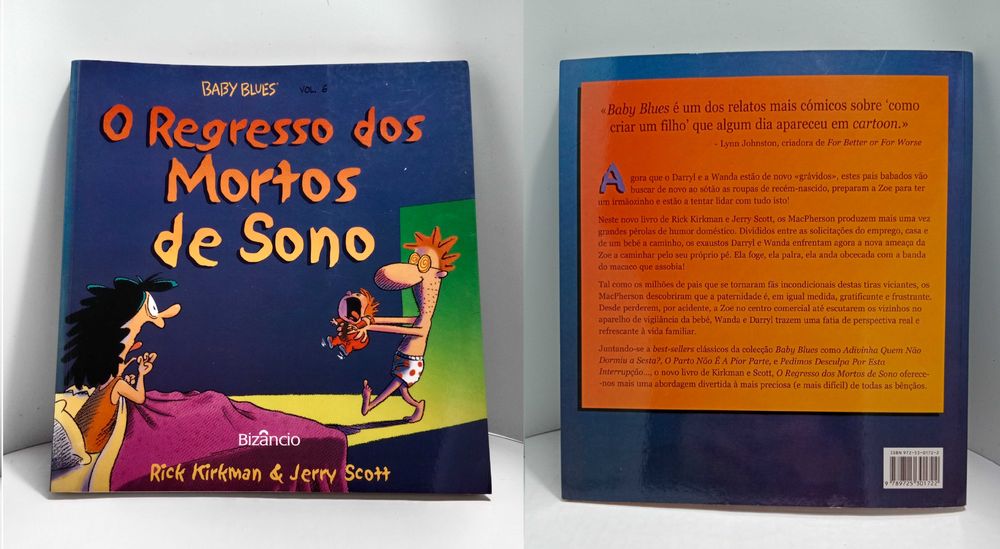 BABY BLUES VOL. 6
O Regresso dos
Mortos
de Sono
Bizâncio
Rick Kirkman & Jerry Scott
«Baby Blues é um dos relatos mais cómicos sobre 'como
criar um filho' que algum dia apareceu em cartoon.»
- Lynn Johnston, criadora de For Better or For Worse
Agora que o Darryl e a Wanda estão de novo «grávidos», estes pais babados vão
buscar de novo ao sótão as roupas de recém-nascido, preparam a Zoe para ter
um irmãozinho e estão a tentar lidar com tudo isto!
Neste novo livro de Rick Kirkman e Jerry Scott, os MacPherson produzem mais uma vez
grandes pérolas de humor doméstico. Divididos entre as solicitações do emprego, casa e
de um bebé a caminho, os exaustos Darryl e Wanda enfrentam agora a nova ameaça da
Zoe a caminhar pelo seu próprio pé. Ela foge, ela palra, ela anda obcecada com a banda
do macaco que assobia!
Tal como os milhões de pais que se tornaram fãs incondicionais destas tiras viciantes, os
MacPherson descobriram que a paternidade é, em igual medida, gratificante e frustrante.
Desde perderem, por acidente, a Zoe no centro comercial até escutarem os vizinhos no
aparelho de vigilância da bebé, Wanda e Darryl trazem uma fatia de perspectiva real e
refrescante à vida familiar.
Juntando-se a best-sellers clássicos da colecção Baby Blues como Adivinha Quem Não
Dormiu a Sesta?, O Parto Não É A Pior Parte, e Pedimos Desculpa Por Esta
Interrupção..., o novo livro de Kirkman e Scott, O Regresso dos Mortos de Sono oferece-
-nos mais uma abordagem divertida à mais preciosa (e mais difícil) de todas as bênçãos.
ISBN 972-53-0172-2
9 789725 301722